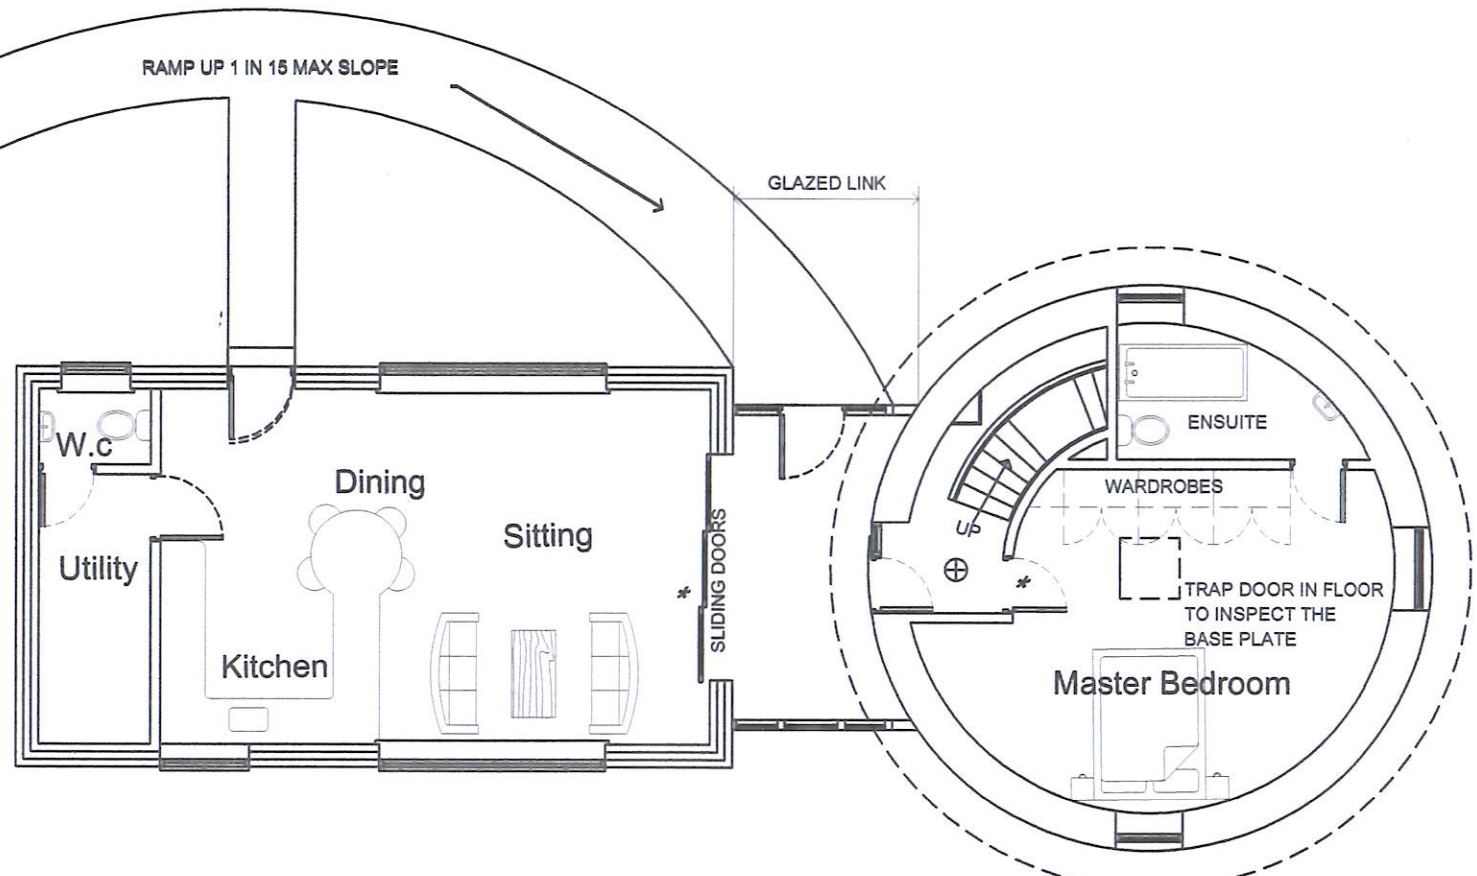 RAMP UP 1 IN 15 MAX SLOPE
GLAZED LINK
W.c
Dining
Sitting
Utility
Kitchen
SLIDING DOORS
*
UP
*
ENSUITE
WARDROBES
TRAP DOOR IN FLOOR
TO INSPECT THE
BASE PLATE
Master Bedroom